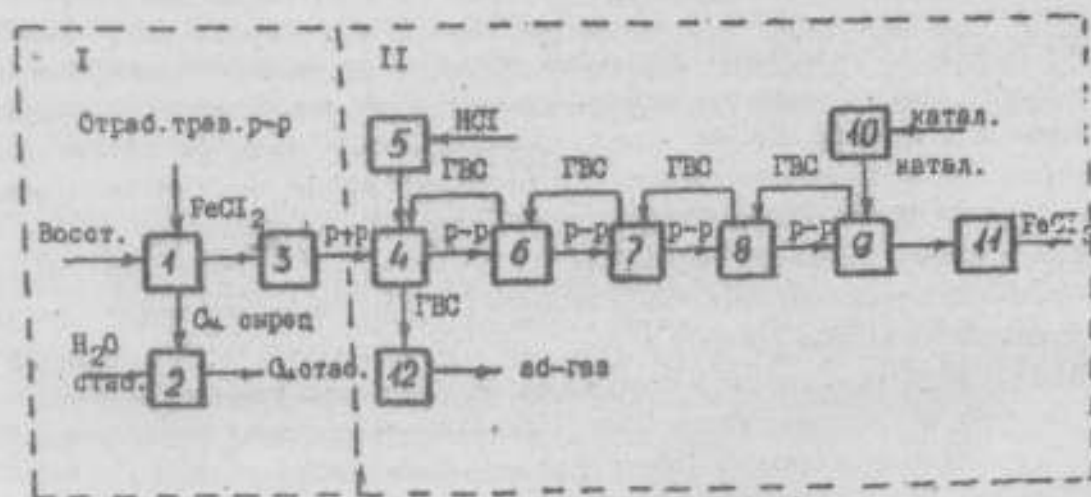 I II
Отраб.трав.р-р
5 HCI 10 катал.
ГВС ГВС ГВС ГВС катал.
FeCI2
Восст. 1 3 р-р 4 р-р 6 р-р 7 р-р 8 р-р 9 11 FeCI3
Cu сырец ГВС
H2O
стаб. 2 Cu стаб. 12 аб-газ